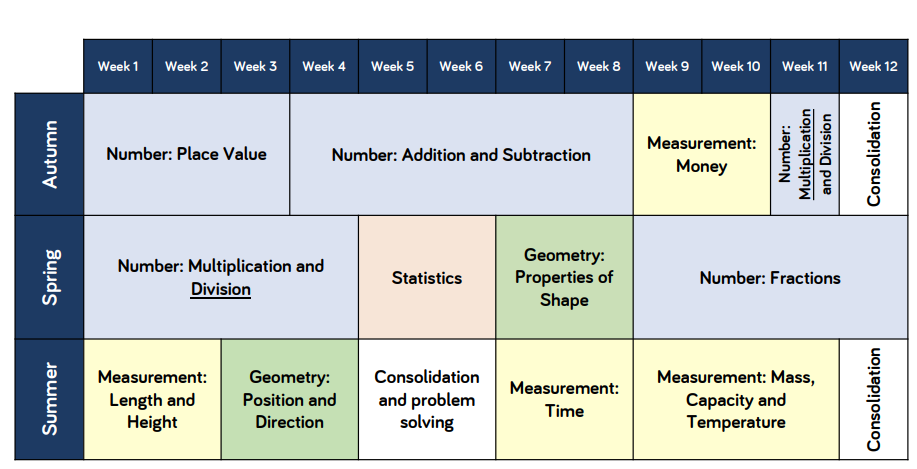 Week 1 Week 2 Week 3 Week 4 Week 5 Week 6 Week 7 Week 8 Week 9 Week 10 Week 11 Week 12
Autumn
Number: Place Value
Number: Addition and Subtraction
Measurement:
Money
Number:
Multiplication
and Division
Consolidation
Spring
Number: Multiplication and
Division
Statistics
Geometry:
Properties of
Shape
Number: Fractions
Summer
Measurement:
Length and
Height
Geometry:
Position and
Direction
Consolidation
and problem
solving
Measurement:
Time
Measurement: Mass,
Capacity and
Temperature
Consolidation